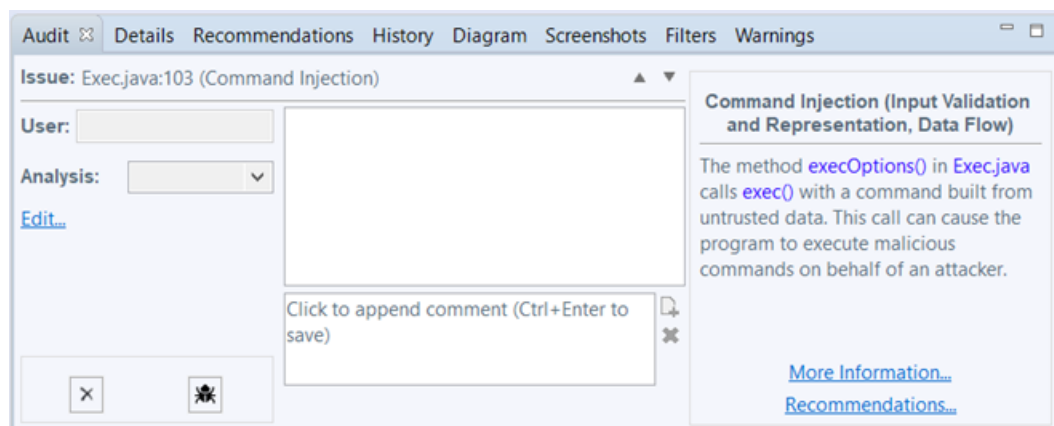 Audit Details Recommendations History Diagram Screenshots Filters Warnings
Issue: Exec.java:103 (Command Injection)
User:
Analysis:
Edit...
Click to append comment (Ctrl+Enter to
save)
Command Injection (Input Validation
and Representation, Data Flow)
The method execOptions() in Exec.java
calls exec() with a command built from
untrusted data. This call can cause the
program to execute malicious
commands on behalf of an attacker.
More Information...
Recommendations...